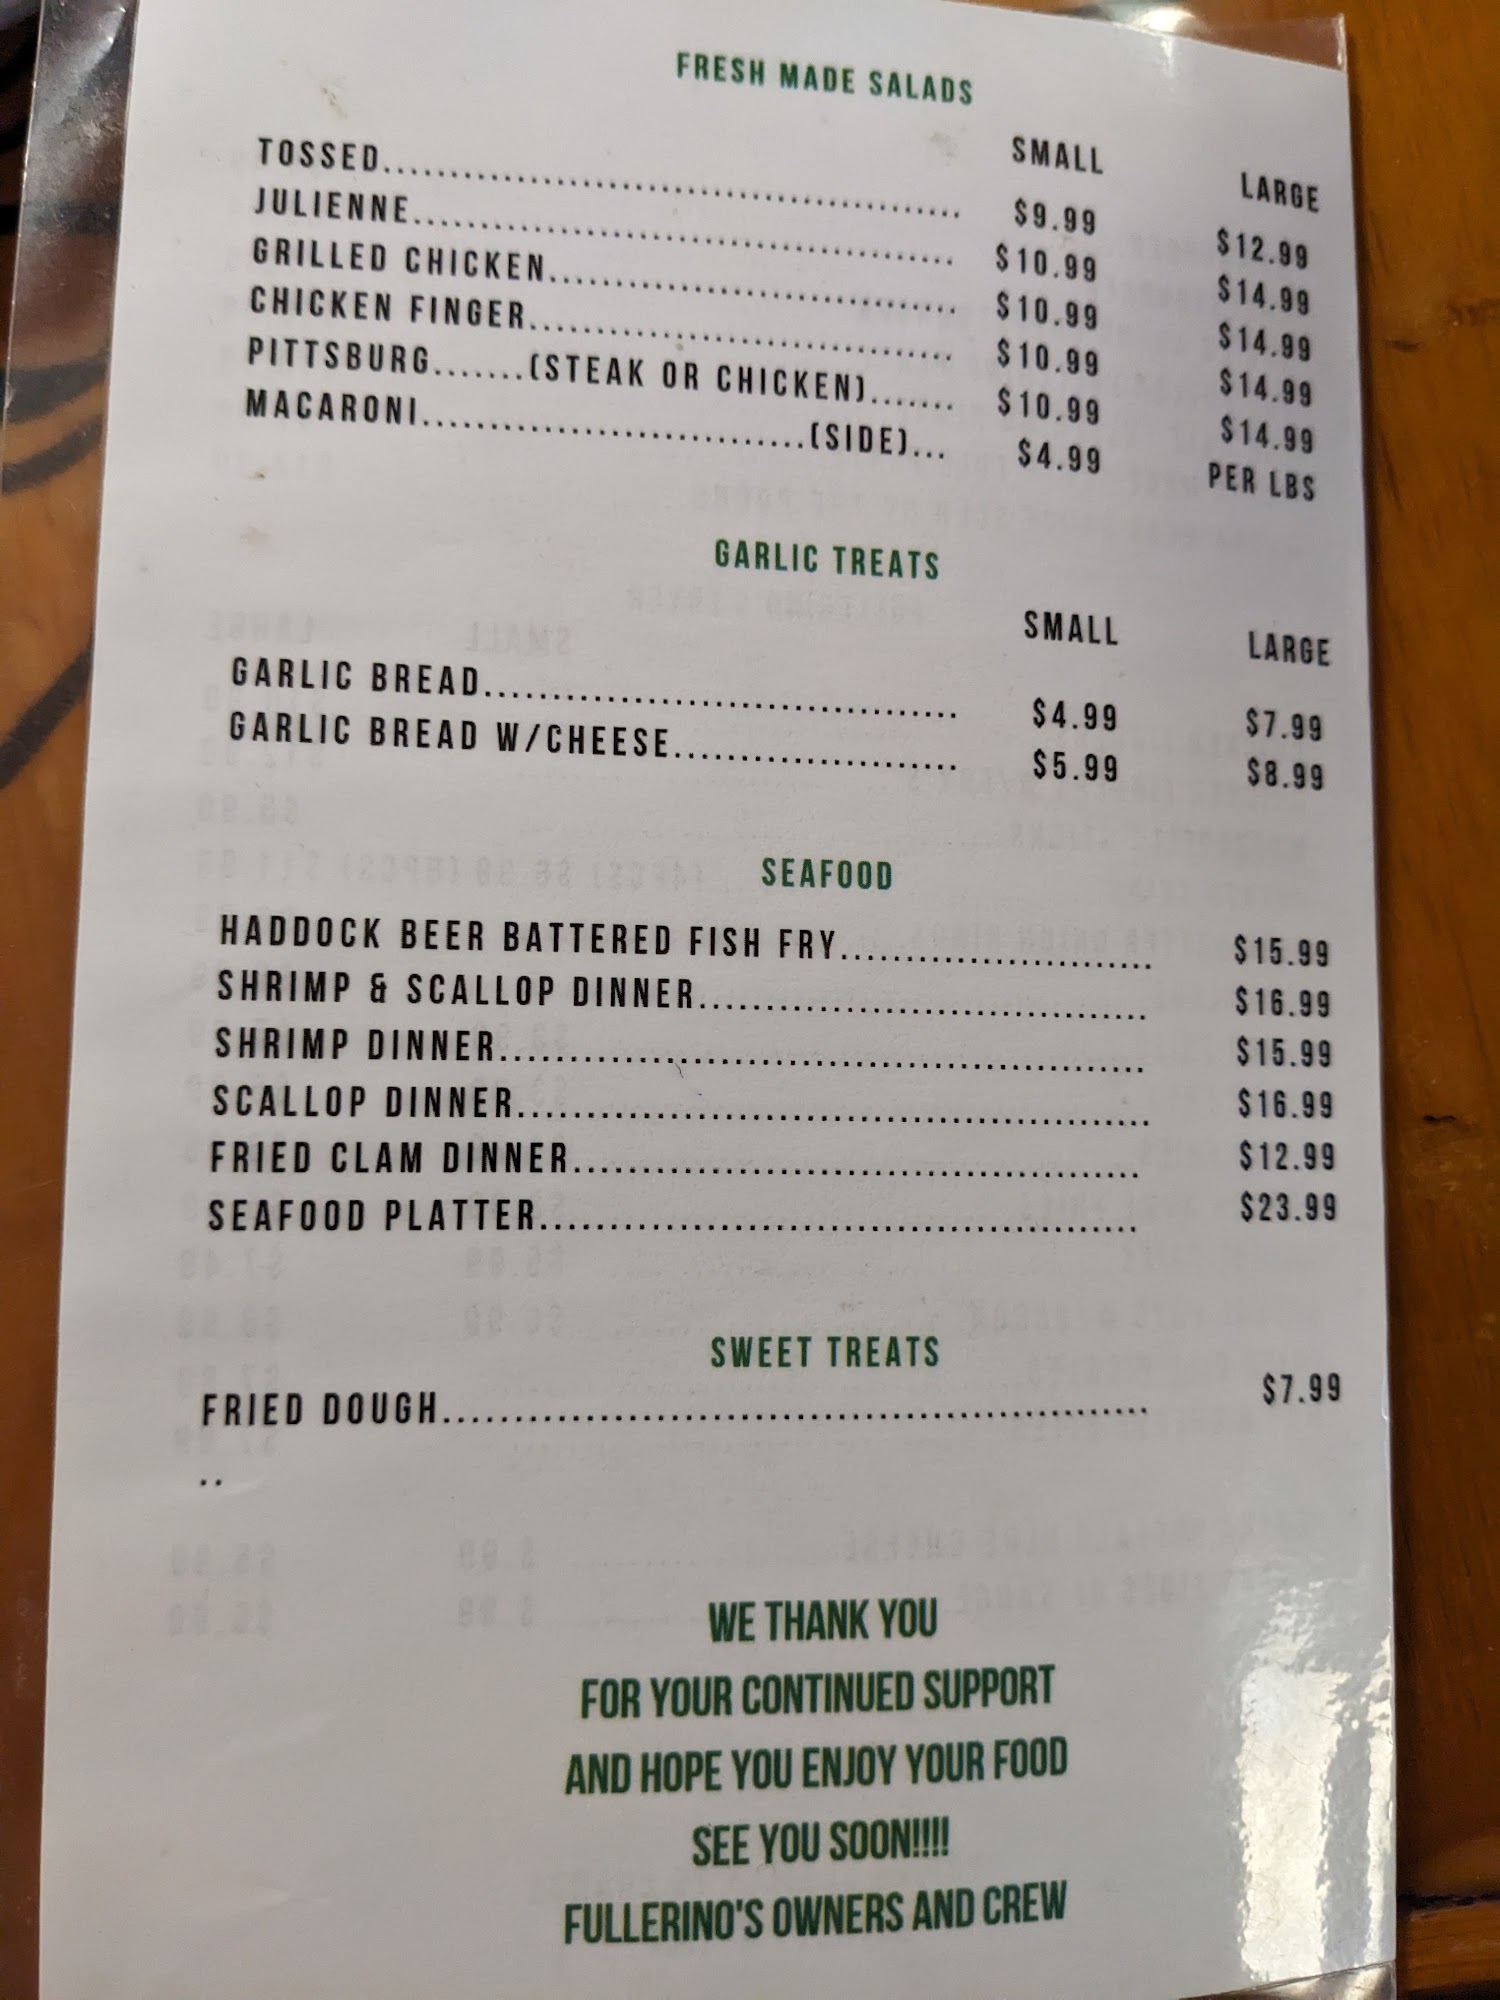 FRESH MADE SALADS
SMALL LARGE
TOSSED................................................ $9.99 $12.99
JULIENNE.............................................. $10.99 $14.99
GRILLED CHICKEN................................... $10.99 $14.99
CHICKEN FINGER..................................... $10.99 $14.99
PITTSBURG.......(STEAK OR CHICKEN)....... $10.99 $14.99
MACARONI..............................(SIDE)... $4.99 PER LBS
GARLIC TREATS
SMALL LARGE
GARLIC BREAD..................................... $4.99 $7.99
GARLIC BREAD W/CHEESE...................... $5.99 $8.99
SEAFOOD
HADDOCK BEER BATTERED FISH FRY......................... $15.99
SHRIMP & SCALLOP DINNER.................................... $16.99
SHRIMP DINNER.................................................. $15.99
SCALLOP DINNER................................................. $16.99
FRIED CLAM DINNER............................................ $12.99
SEAFOOD PLATTER.............................................. $23.99
SWEET TREATS
FRIED DOUGH...................................................... $7.99
..
WE THANK YOU
FOR YOUR CONTINUED SUPPORT
AND HOPE YOU ENJOY YOUR FOOD
SEE YOU SOON!!!!
FULLERINO'S OWNERS AND CREW